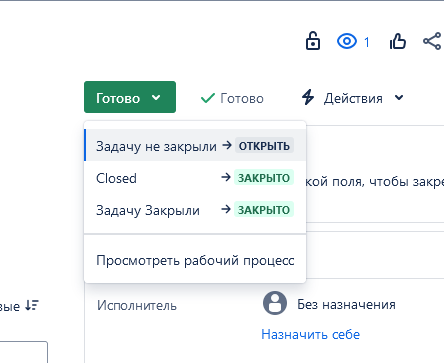 1
Готово
Готово
Действия
Задачу не закрыли → ОТКРЫТЬ
Closed → ЗАКРЫТО
Задачу Закрыли → ЗАКРЫТО
кой поля, чтобы закре
Просмотреть рабочий процесс
вые
Исполнитель
Без назначения
Назначить себе